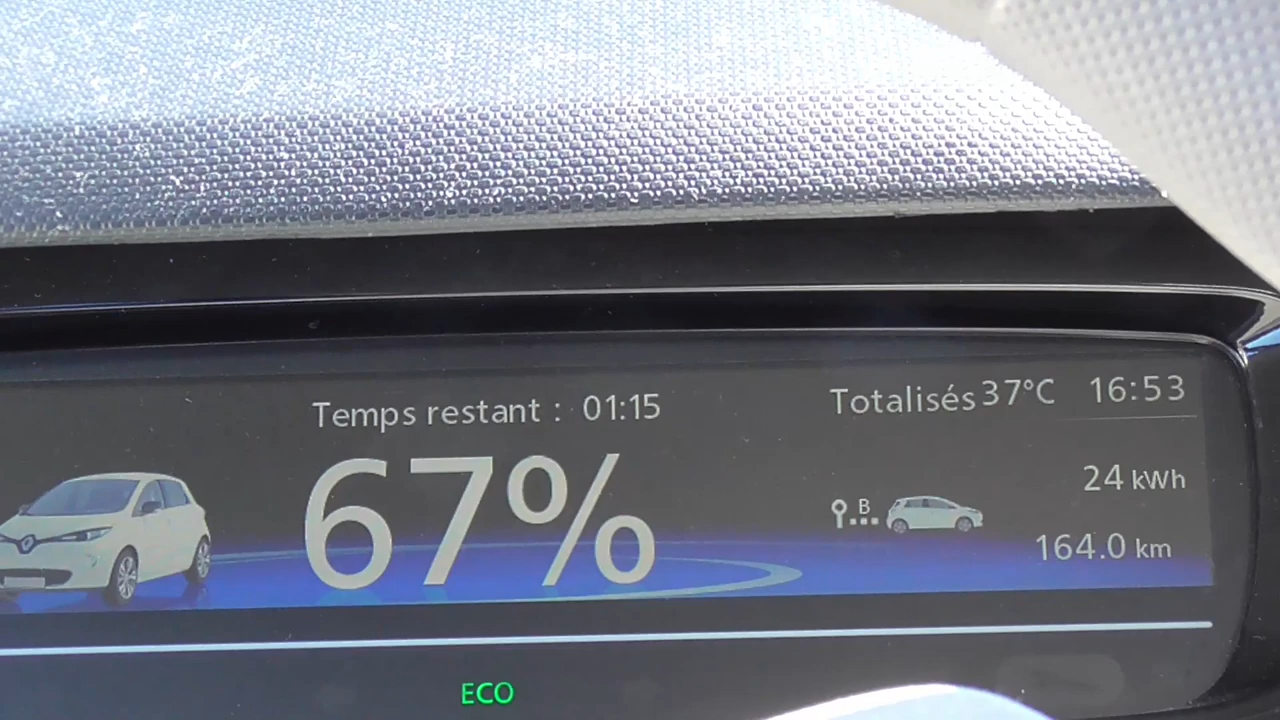 Temps restant : 01:15
67%
Totalisés 37°C 16:53
24 kWh
B
164.0 km
ECO